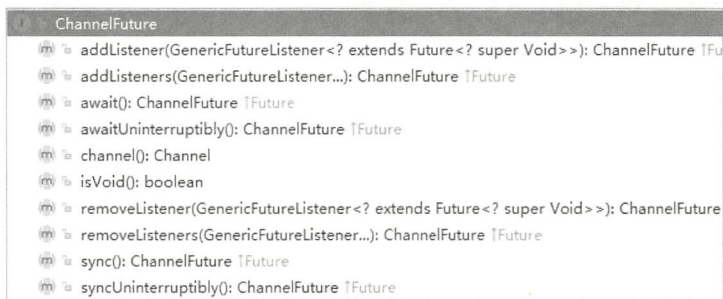 ChannelFuture
addListener(GenericFutureListener<? extends Future<? super Void>>): ChannelFuture ↑Fu
addListeners(GenericFutureListener...): ChannelFuture ↑Future
await(): ChannelFuture ↑Future
awaitUninterruptibly(): ChannelFuture ↑Future
channel(): Channel
isVoid(): boolean
removeListener(GenericFutureListener<? extends Future<? super Void>>): ChannelFuture
removeListeners(GenericFutureListener...): ChannelFuture ↑Future
sync(): ChannelFuture ↑Future
syncUninterruptibly(): ChannelFuture ↑Future